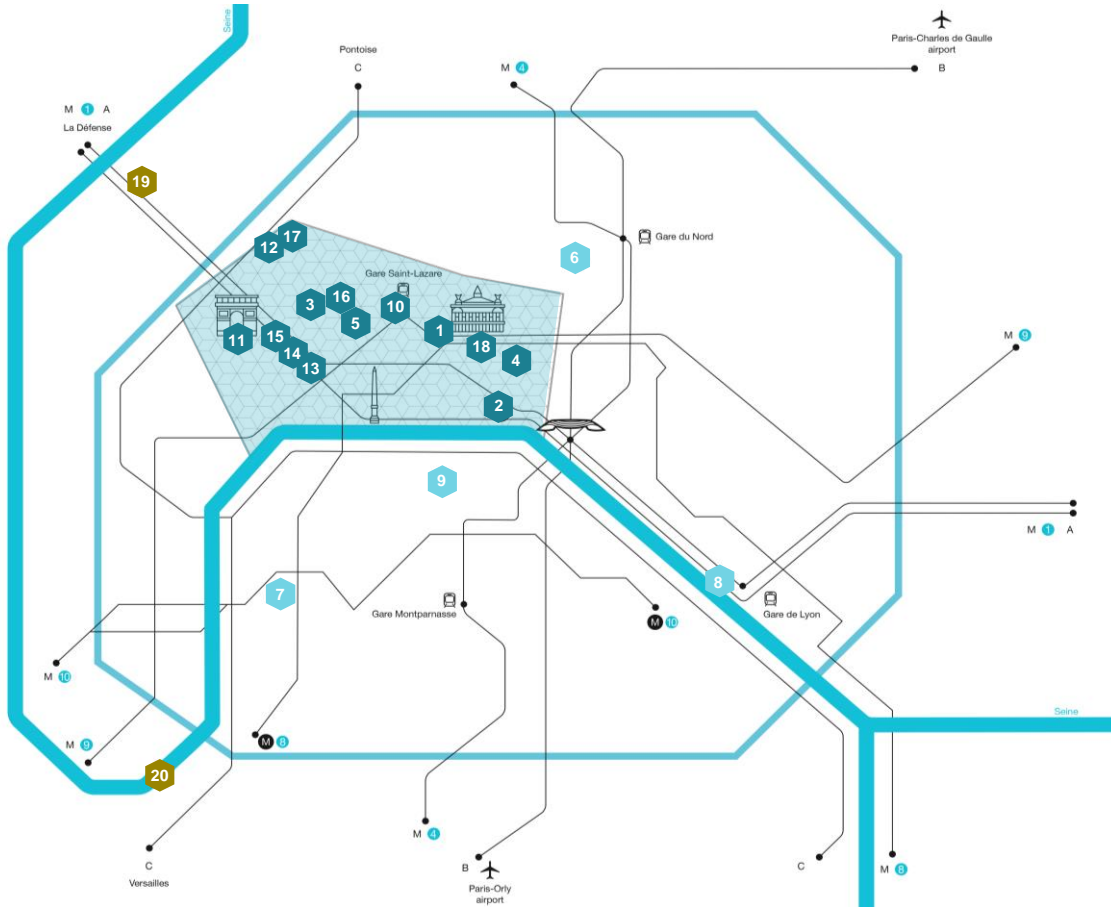 Seine
Paris-Charles de Gaulle
airport
B
Pontoise
C
M 4
M 1 A
La Défense
19
17
12
Gare du Nord
6
Gare Saint-Lazare
16
3
10
5
1
11
15
18
14
4
13
M 9
2
9
M 1 A
8
7
Gare Montparnasse
Gare de Lyon
M 10
M 10
Seine
M 9
M 8
20
M 4
C
Versailles
B
Paris-Orly
airport
C
M 8